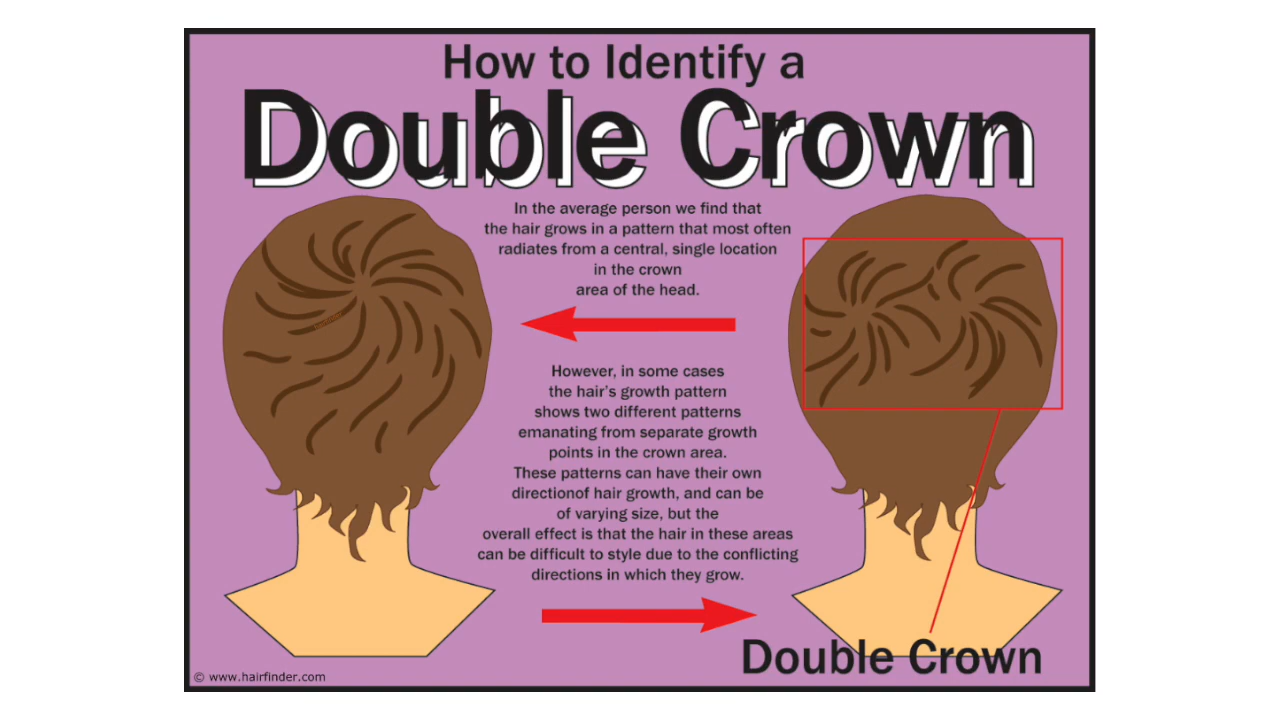 How to Identify a
Double Crown
In the average person we find that
the hair grows in a pattern that most often
radiates from a central, single location
in the crown
area of the head.
However, in some cases
the hair's growth pattern
shows two different patterns
emanating from separate growth
points in the crown area.
These patterns can have their own
directionof hair growth, and can be
of varying size, but the
overall effect is that the hair in these areas
can be difficult to style due to the conflicting
directions in which they grow.
hairfinder
Double Crown
© www.hairfinder.com